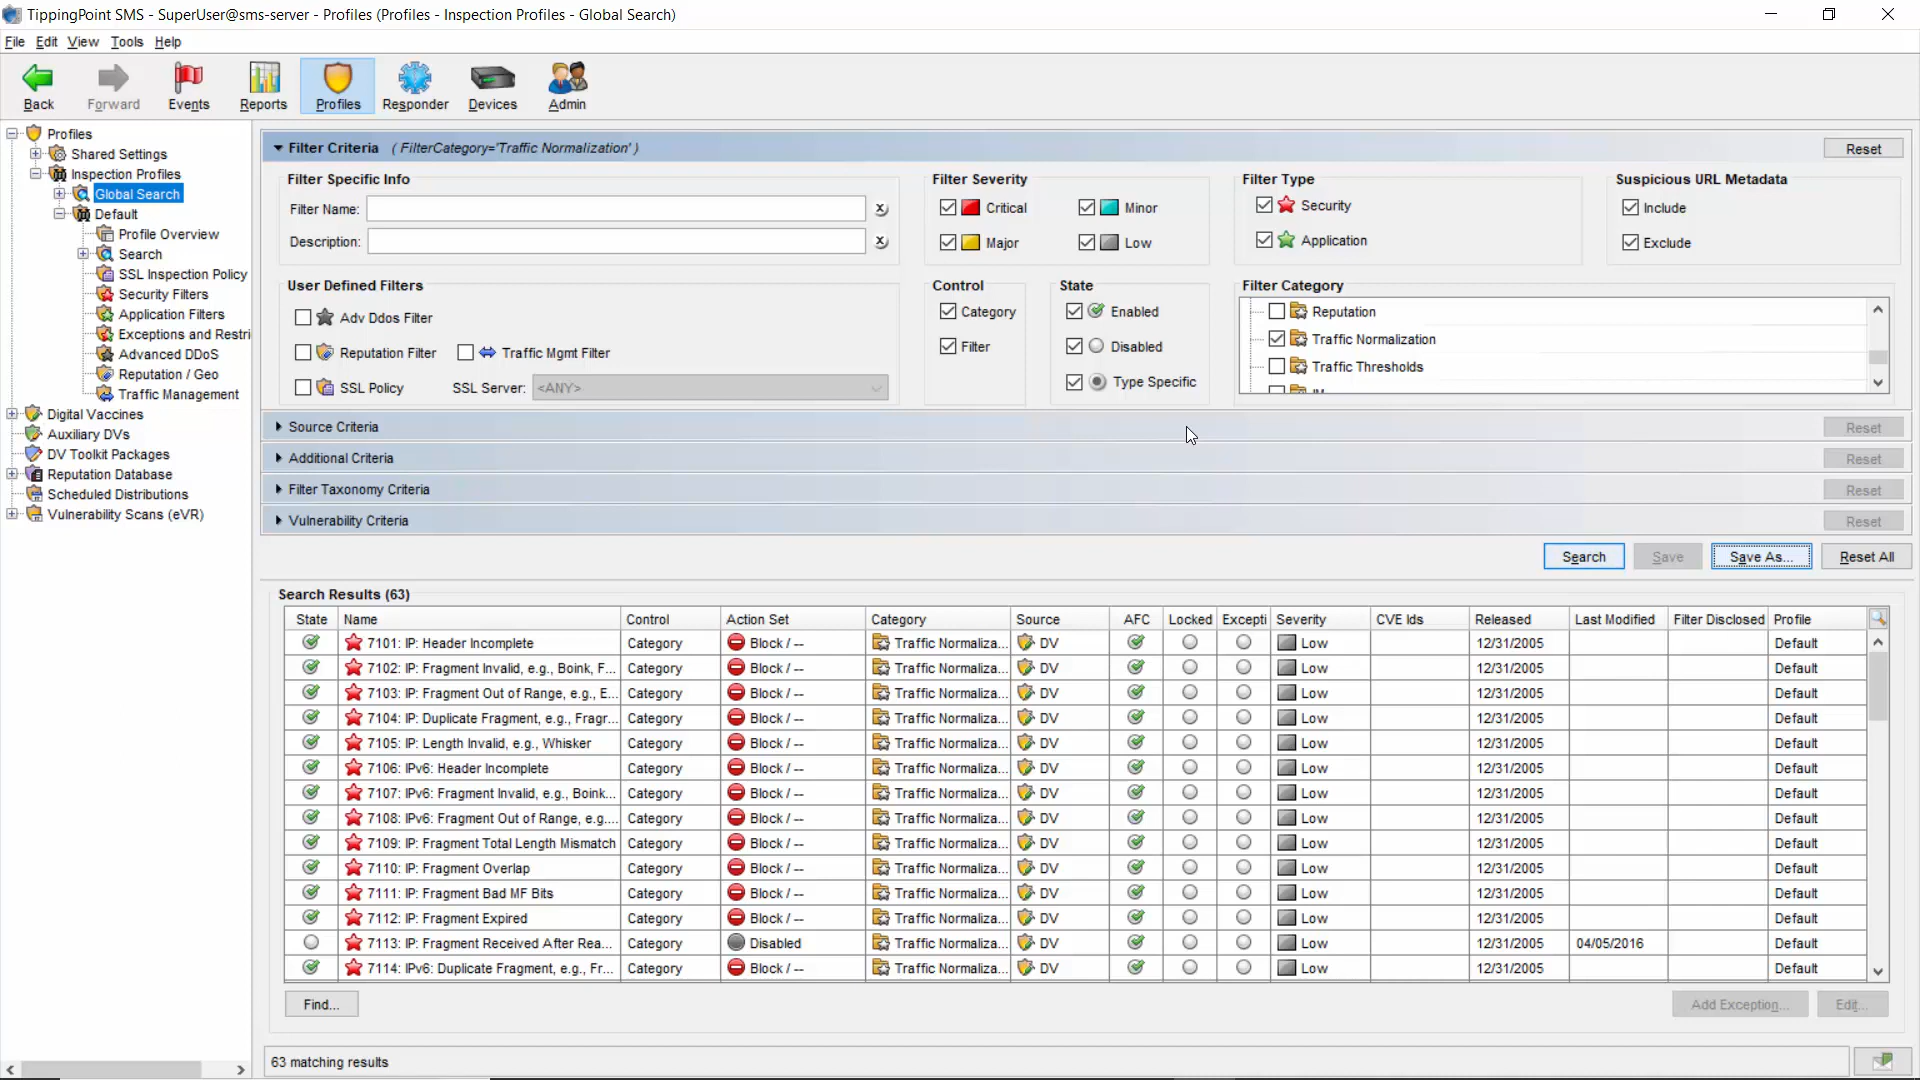 TippingPoint SMS - SuperUser@sms-server - Profiles (Profiles - Inspection Profiles - Global Search)
File Edit View Tools Help
Back Forward Events Reports Profiles Responder Devices Admin
Profiles
Shared Settings
Inspection Profiles
Global Search
Default
Profile Overview
Search
SSL Inspection Policy
Security Filters
Application Filters
Exceptions and Restri
Advanced DDoS
Reputation / Geo
Traffic Management
Digital Vaccines
Auxiliary DVs
DV Toolkit Packages
Reputation Database
Scheduled Distributions
Vulnerability Scans (eVR)
Filter Criteria ( FilterCategory='Traffic Normalization' ) Reset
Filter Specific Info
Filter Name:
Description:
Filter Severity
Critical Minor
Major Low
Filter Type
Security
Application
Suspicious URL Metadata
Include
Exclude
User Defined Filters
Adv Ddos Filter
Reputation Filter Traffic Mgmt Filter
SSL Policy SSL Server: <ANY>
Control
Category
Filter
State
Enabled
Disabled
Type Specific
Filter Category
Reputation
Traffic Normalization
Traffic Thresholds
Source Criteria Reset
Additional Criteria Reset
Filter Taxonomy Criteria Reset
Vulnerability Criteria Reset
Search Save Save As... Reset All
Search Results (63)
State Name Control Action Set Category Source AFC Locked Excepti Severity CVE Ids Released Last Modified Filter Disclosed Profile
7101: IP: Header Incomplete Category Block / -- Traffic Normaliza... DV Low 12/31/2005 Default
7102: IP: Fragment Invalid, e.g., Boink, F... Category Block / -- Traffic Normaliza... DV Low 12/31/2005 Default
7103: IP: Fragment Out of Range, e.g., E... Category Block / -- Traffic Normaliza... DV Low 12/31/2005 Default
7104: IP: Duplicate Fragment, e.g., Fragr... Category Block / -- Traffic Normaliza... DV Low 12/31/2005 Default
7105: IP: Length Invalid, e.g., Whisker Category Block / -- Traffic Normaliza... DV Low 12/31/2005 Default
7106: IPv6: Header Incomplete Category Block / -- Traffic Normaliza... DV Low 12/31/2005 Default
7107: IPv6: Fragment Invalid, e.g., Boink... Category Block / -- Traffic Normaliza... DV Low 12/31/2005 Default
7108: IPv6: Fragment Out of Range, e.g.... Category Block / -- Traffic Normaliza... DV Low 12/31/2005 Default
7109: IP: Fragment Total Length Mismatch Category Block / -- Traffic Normaliza... DV Low 12/31/2005 Default
7110: IP: Fragment Overlap Category Block / -- Traffic Normaliza... DV Low 12/31/2005 Default
7111: IP: Fragment Bad MF Bits Category Block / -- Traffic Normaliza... DV Low 12/31/2005 Default
7112: IP: Fragment Expired Category Block / -- Traffic Normaliza... DV Low 12/31/2005 Default
7113: IP: Fragment Received After Rea... Category Disabled Traffic Normaliza... DV Low 12/31/2005 04/05/2016 Default
7114: IPv6: Duplicate Fragment, e.g., Fr... Category Block / -- Traffic Normaliza... DV Low 12/31/2005 Default
Find... Add Exception... Edit...
63 matching results